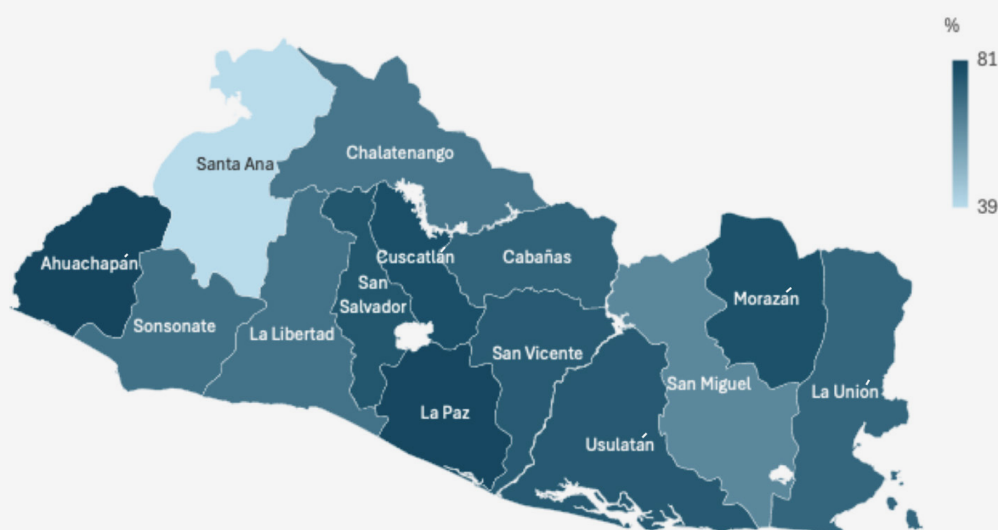 %
81
39
Santa Ana
Chalatenango
Ahuachapán
Cuscatlán
Cabañas
San
Salvador
Morazán
Sonsonate
La Libertad
San Vicente
San Miguel
La Unión
La Paz
Usulatán